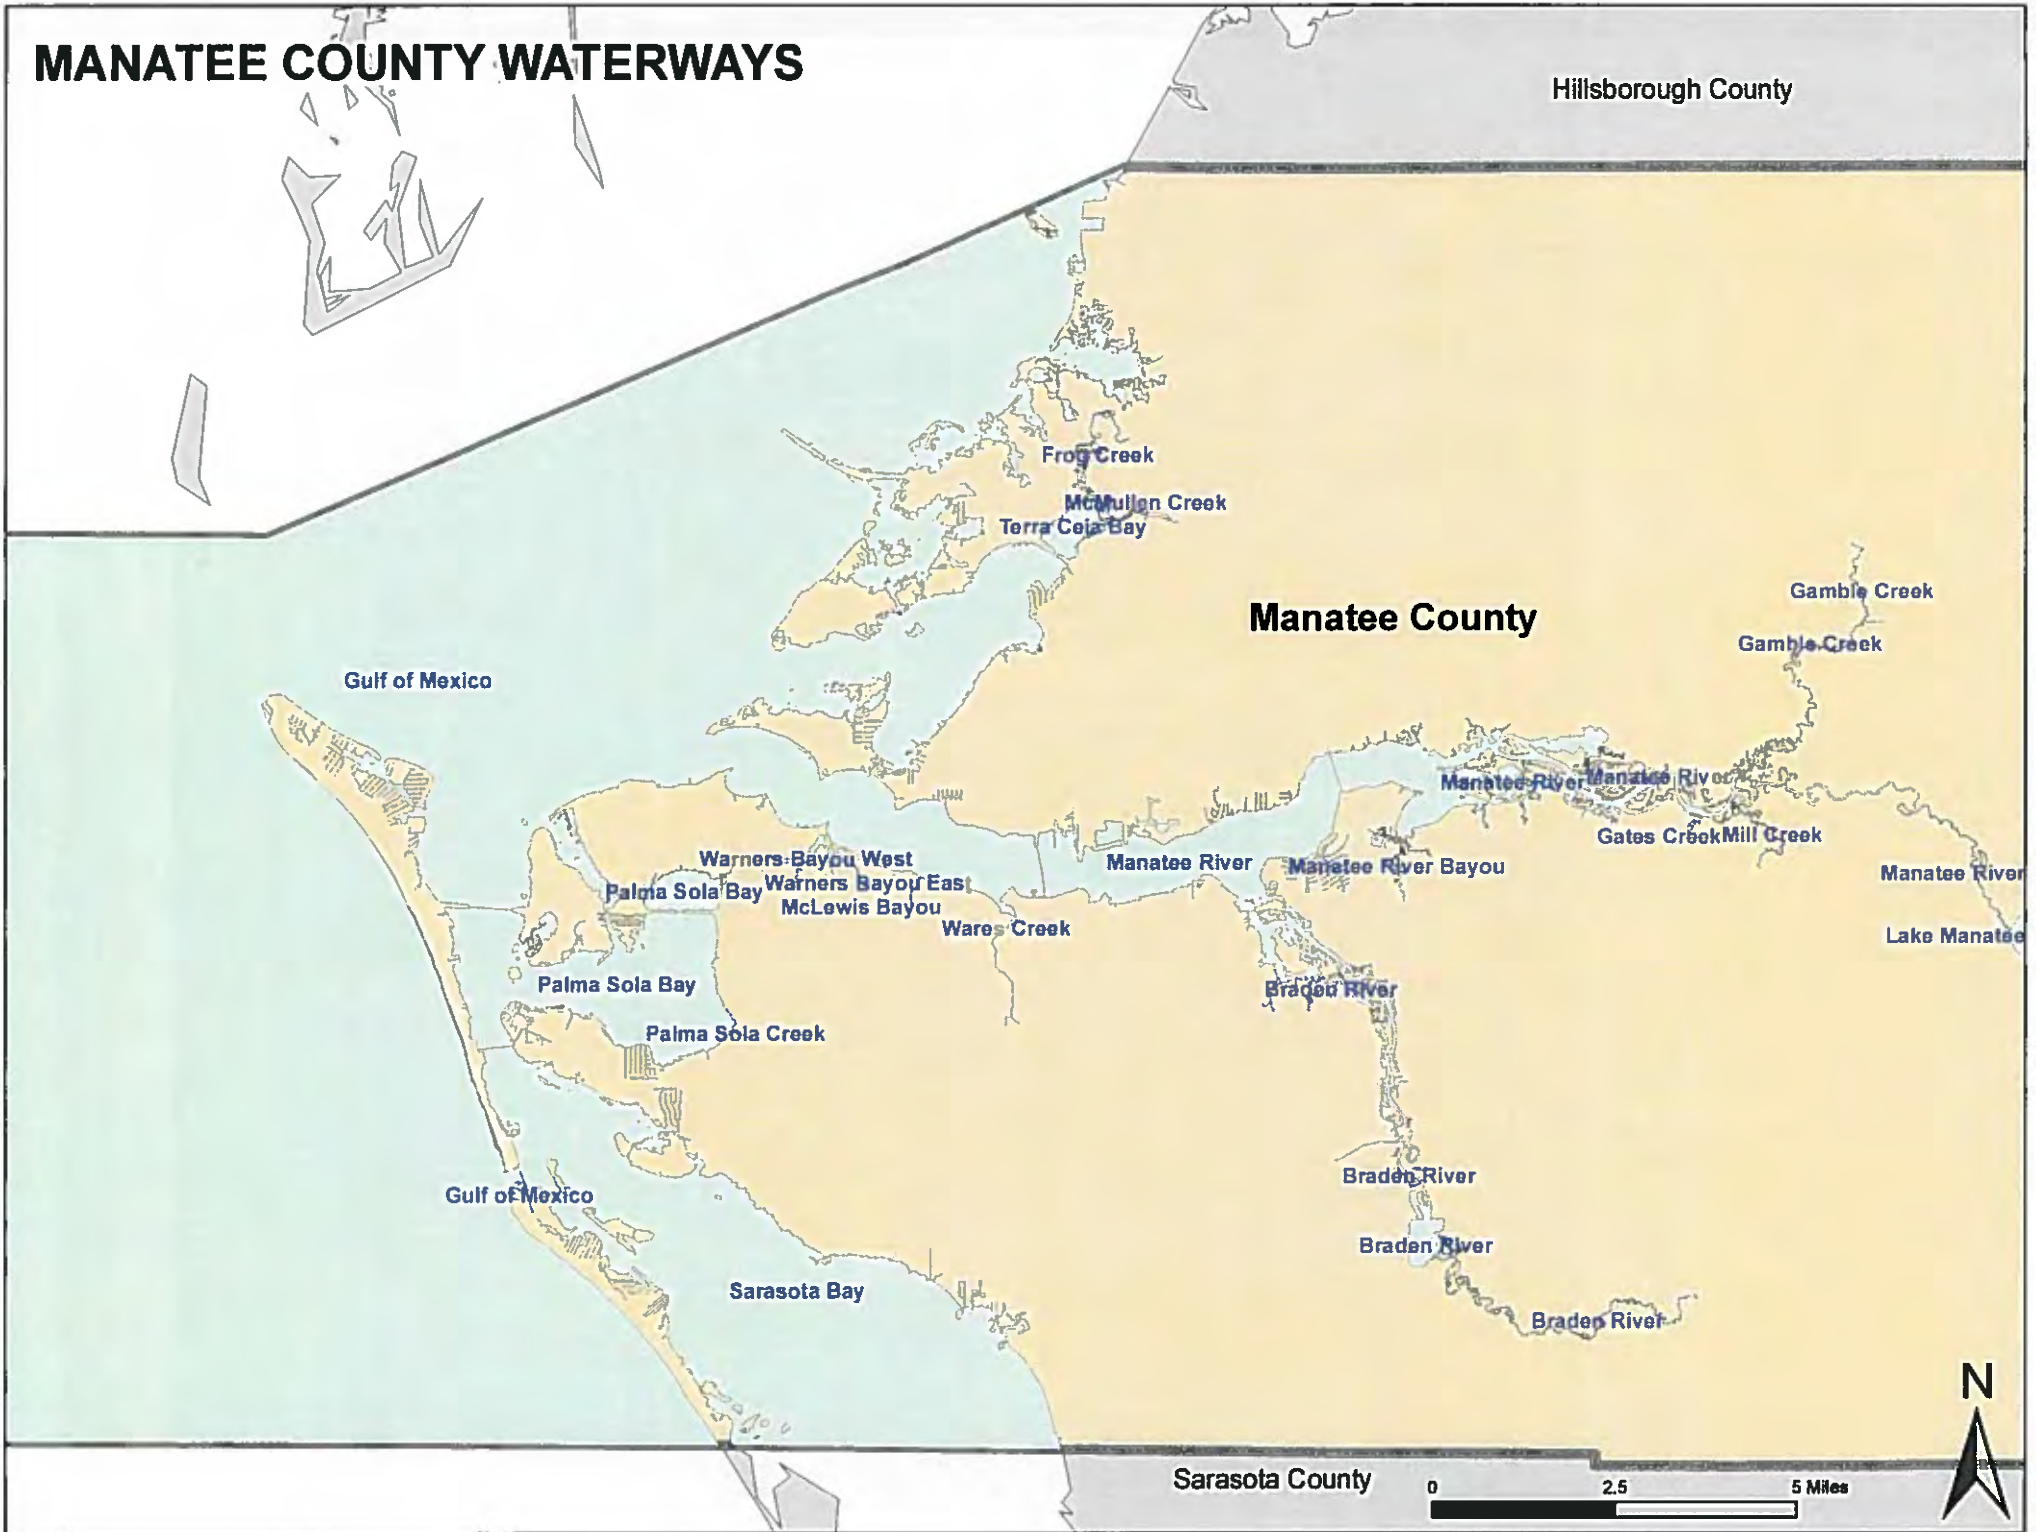 MANATEE COUNTY WATERWAYS
Hillsborough County
Frog Creek
McMullen Creek
Terra Ceia Bay
Gamble Creek
Manatee County
Gamble Creek
Gulf of Mexico
Manatee River
Manatee River
Gates Creek
Mill Creek
Warners Bayou West
Manatee River
Manatee River Bayou
Manatee River
Palma Sola Bay
Warners Bayou East
McLewis Bayou
Wares Creek
Lake Manatee
Palma Sola Bay
Braden River
Palma Sola Creek
Braden River
Gulf of Mexico
Braden River
Sarasota Bay
Braden River
N
Sarasota County
0 2.5 5 Miles